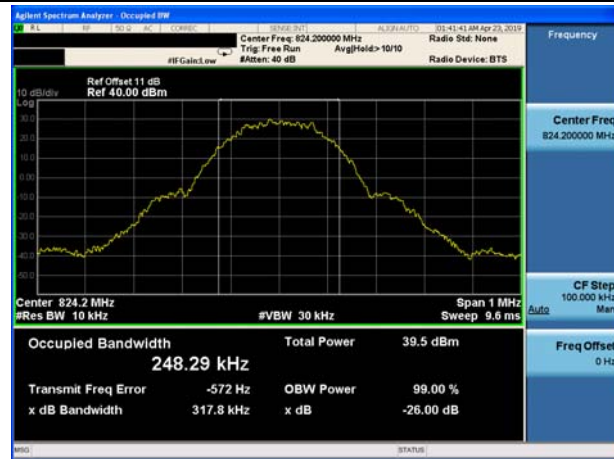 Agilent Spectrum Analyzer - Occupied BW
RL RF 50 Ω AC CORREC SENSE:INT ALIGN AUTO 01:41:41 AM Apr 23, 2019
Center Freq: 824.200000 MHz Radio Std: None
Trig: Free Run Avg|Hold:>10/10
#IFGain:Low #Atten: 40 dB Radio Device: BTS
Frequency
Ref Offset 11 dB
10 dB/div Ref 40.00 dBm
Log
30.0
20.0
10.0
0.00
-10.0
-20.0
-30.0
-40.0
-50.0
Center 824.2 MHz Span 1 MHz
#Res BW 10 kHz #VBW 30 kHz Sweep 9.6 ms
Center Freq
824.200000 MHz
CF Step
100.000 kHz
Auto Man
Freq Offset
0 Hz
Occupied Bandwidth Total Power 39.5 dBm
248.29 kHz
Transmit Freq Error -572 Hz OBW Power 99.00 %
x dB Bandwidth 317.8 kHz x dB -26.00 dB
MSG STATUS